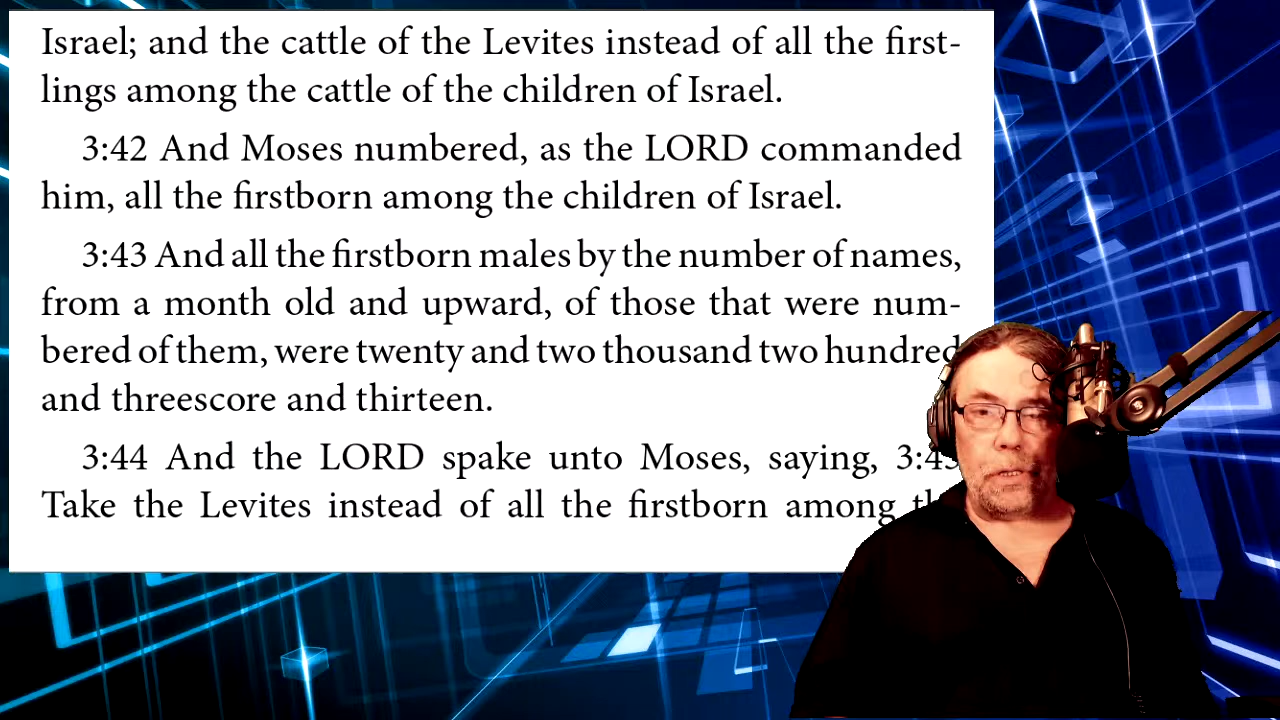 Israel; and the cattle of the Levites instead of all the first-
lings among the cattle of the children of Israel.
3:42 And Moses numbered, as the LORD commanded
him, all the firstborn among the children of Israel.
3:43 And all the firstborn males by the number of names,
from a month old and upward, of those that were num-
bered of them, were twenty and two thousand two hundred
and threescore and thirteen.
3:44 And the LORD spake unto Moses, saying, 3:45
Take the Levites instead of all the firstborn among